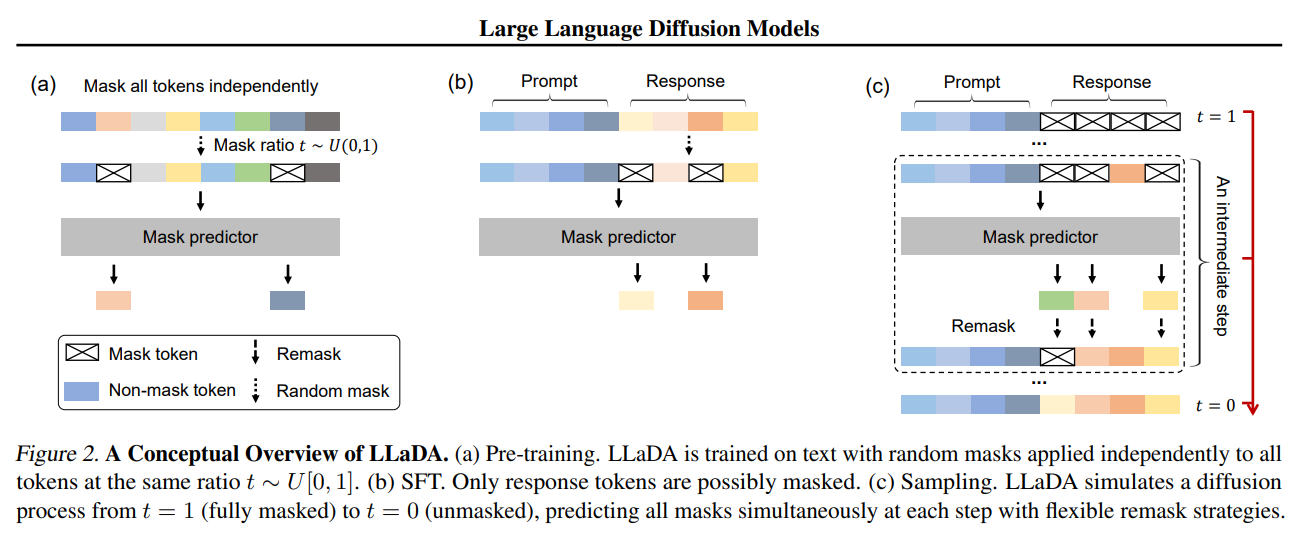 Large Language Diffusion Models
(a)
Mask all tokens independently
Mask ratio t ~ U(0,1)
Mask predictor
Mask token
Remask
Non-mask token
Random mask
(b)
Prompt
Response
Mask predictor
(c)
Prompt
Response
t = 1
...
Mask predictor
Remask
An intermediate step
...
t = 0
Figure 2. A Conceptual Overview of LLaDA. (a) Pre-training. LLaDA is trained on text with random masks applied independently to all
tokens at the same ratio t ∼ U[0, 1]. (b) SFT. Only response tokens are possibly masked. (c) Sampling. LLaDA simulates a diffusion
process from t = 1 (fully masked) to t = 0 (unmasked), predicting all masks simultaneously at each step with flexible remask strategies.